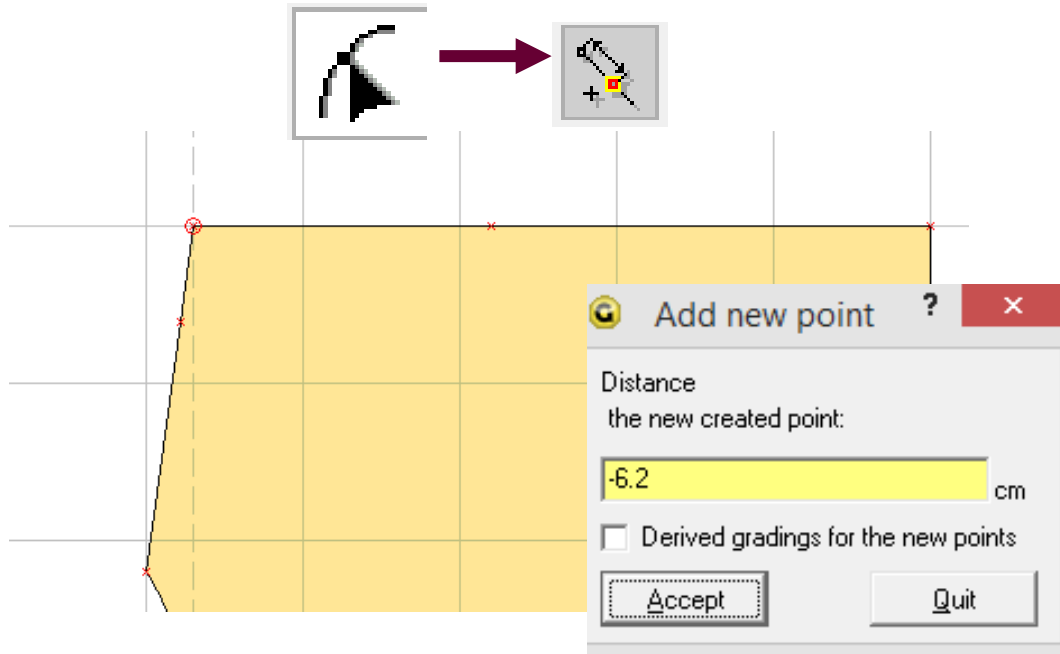 G Add new point ? ×
Distance
the new created point:
-6.2 cm
Derived gradings for the new points
Accept Quit